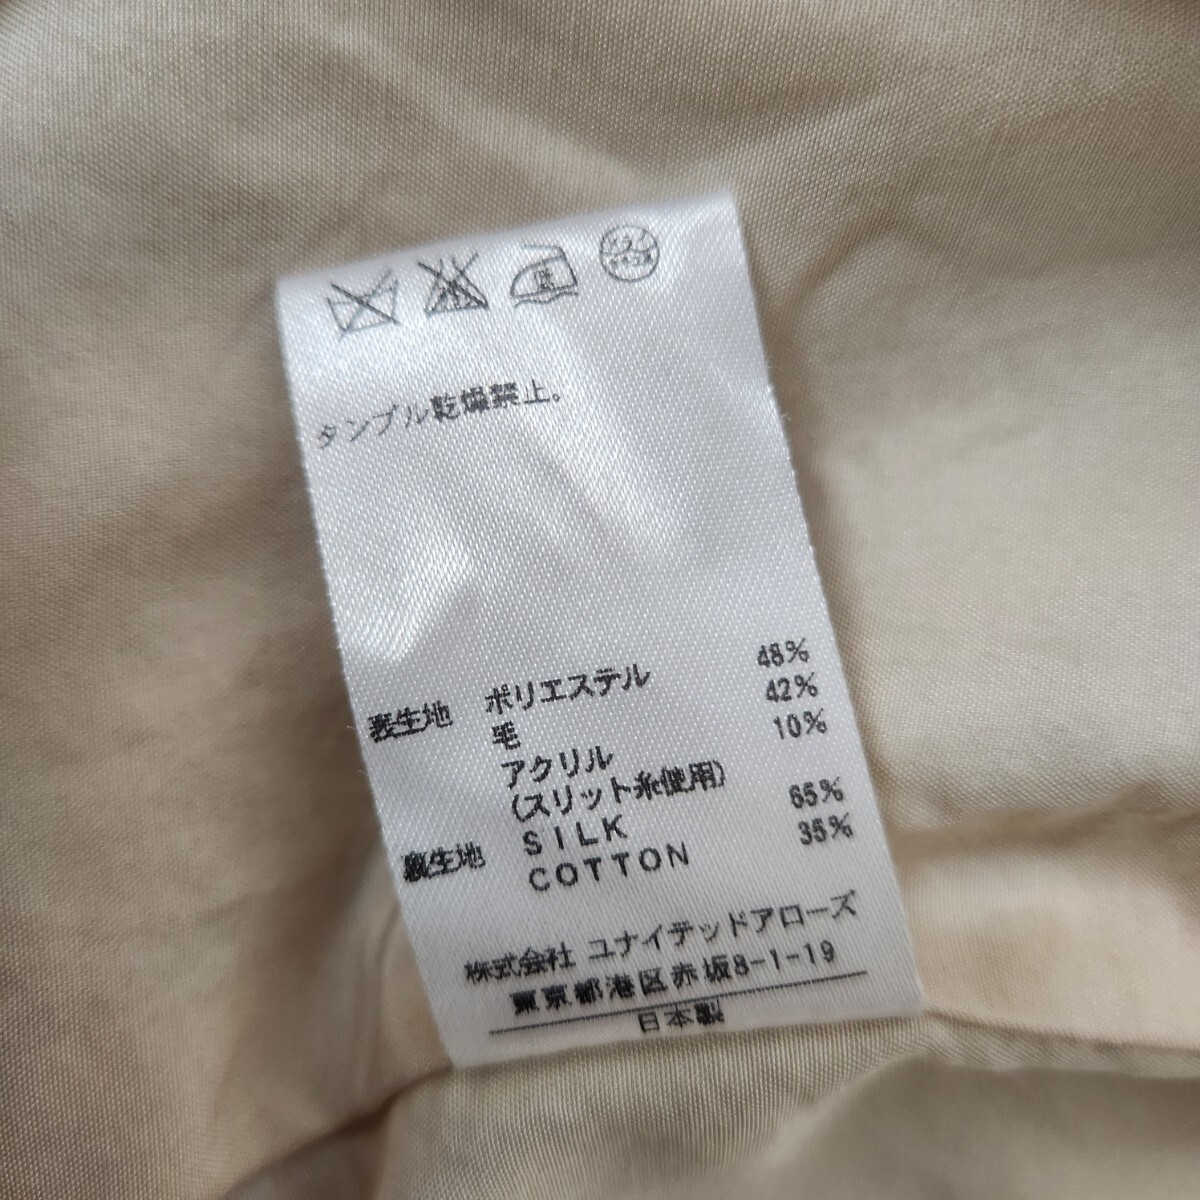 タンブル乾燥禁止。
表生地 ポリエステル 48%
毛 42%
アクリル 10%
(スリット糸使用)
裏生地 SILK 65%
COTTON 35%
株式会社 ユナイテッドアローズ
東京都港区赤坂8-1-19
日本製